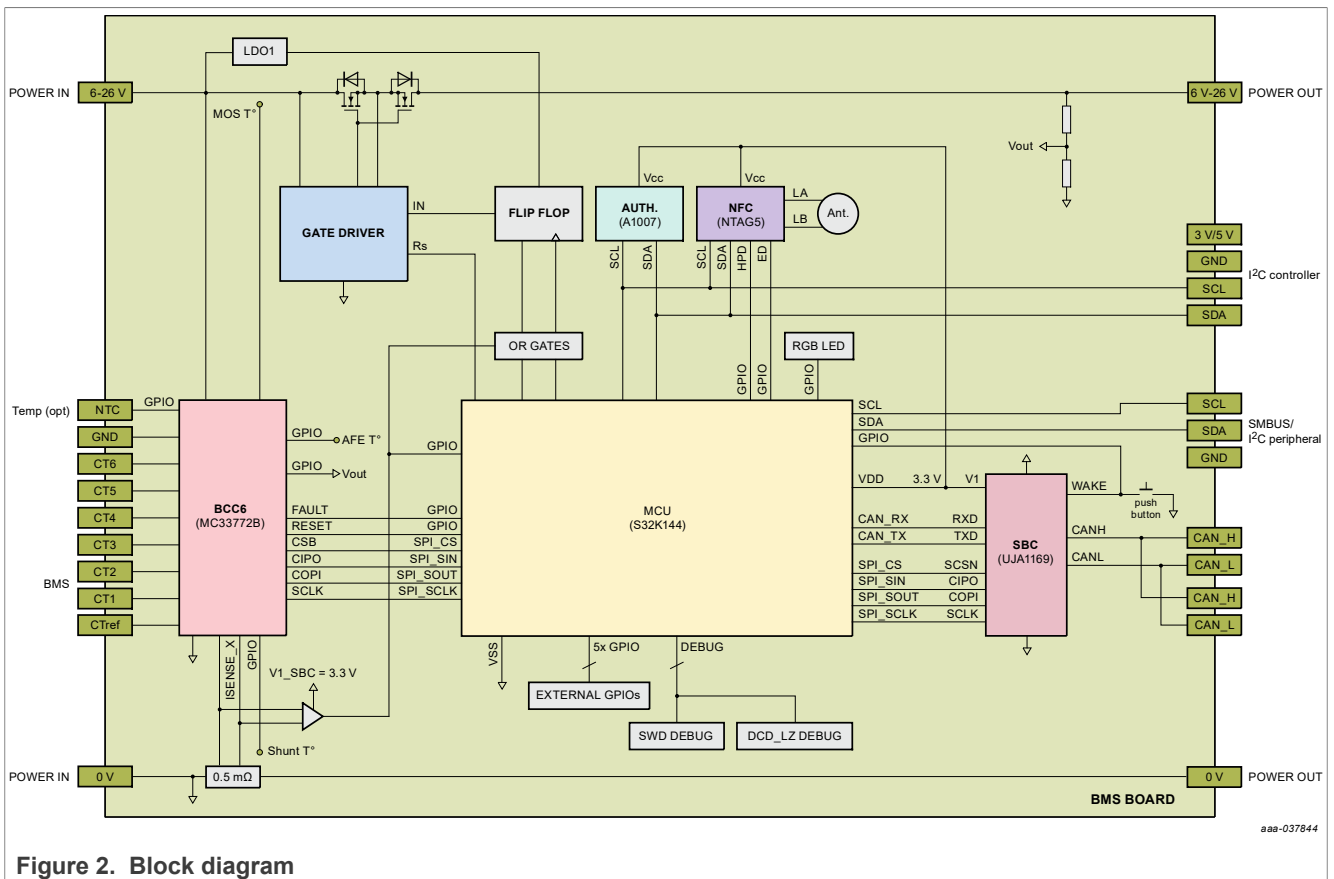 LDO1
POWER IN
6-26 V
6 V-26 V
POWER OUT
MOS T°
Vout
Vcc
Vcc
LA
LB
Ant.
GATE DRIVER
IN
Rs
FLIP FLOP
AUTH.
(A1007)
NFC
(NTAG5)
SCL
SDA
SCL
SDA
HPD
ED
3 V/5 V
GND
SCL
SDA
I2C controller
OR GATES
RGB LED
GPIO
GPIO
GPIO
Temp (opt)
NTC
GPIO
GND
CT6
CT5
CT4
CT3
CT2
CT1
CTref
BMS
BCC6
(MC33772B)
GPIO
AFE T°
GPIO
Vout
FAULT
RESET
CSB
CIPO
COPI
SCLK
GPIO
GPIO
GPIO
SPI_CS
SPI_SIN
SPI_SOUT
SPI_SCLK
MCU
(S32K144)
SCL
SDA
GPIO
VDD
3.3 V
V1
CAN_RX
RXD
CAN_TX
TXD
SPI_CS
SCSN
SPI_SIN
CIPO
SPI_SOUT
COPI
SPI_SCLK
SCLK
SBC
(UJA1169)
WAKE
push
button
CANH
CANL
SCL
SDA
GND
SMBUS/
I2C peripheral
CAN_H
CAN_L
CAN_H
CAN_L
ISENSE_X
GPIO
V1_SBC = 3.3 V
Shunt T°
VSS
5x GPIO
DEBUG
EXTERNAL GPIOs
SWD DEBUG
DCD_LZ DEBUG
POWER IN
0 V
0.5 mΩ
0 V
POWER OUT
BMS BOARD
aaa-037844
Figure 2. Block diagram